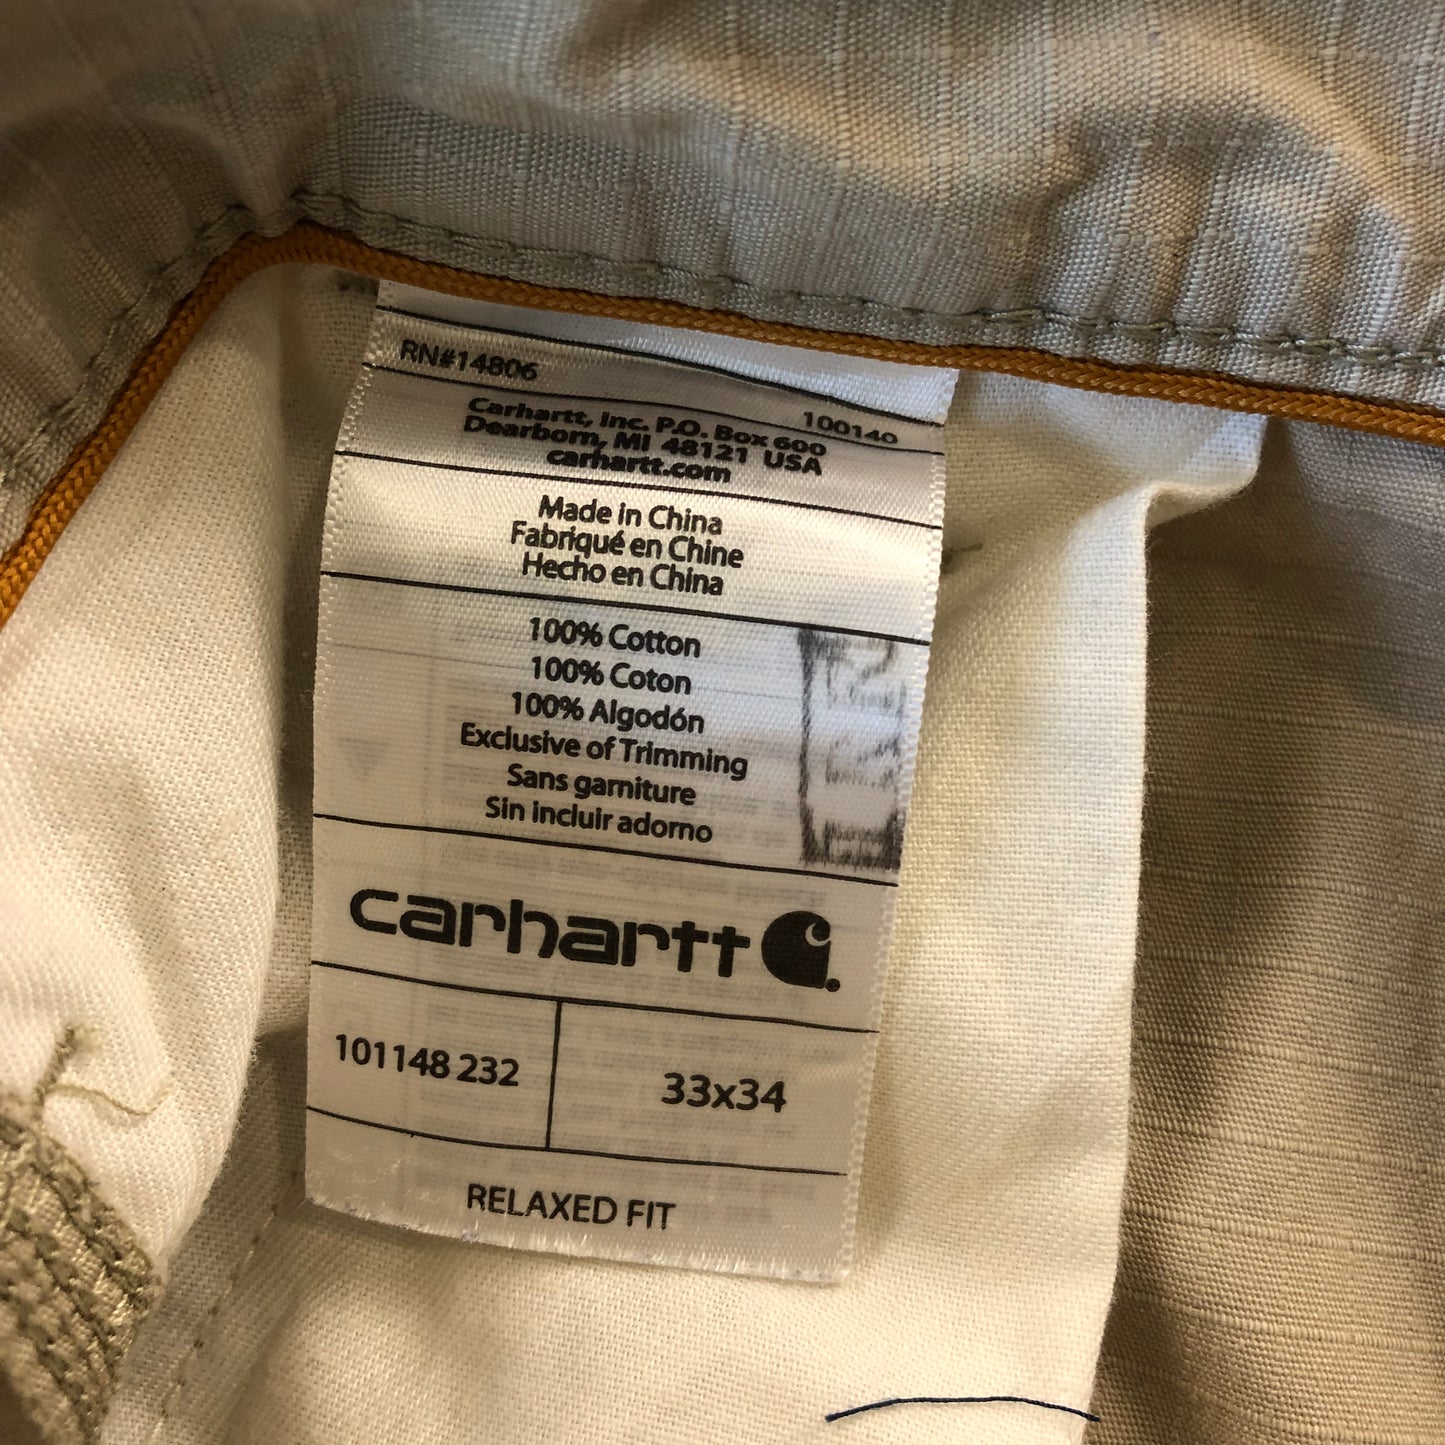 RN#14806
100140
Carhartt, Inc. P.O. Box 600
Dearborn, MI 48121 USA
carhartt.com
Made in China
Fabriqué en Chine
Hecho en China
100% Cotton
100% Coton
100% Algodón
Exclusive of Trimming
Sans garniture
Sin incluir adorno
carhartt
101148 232
33x34
RELAXED FIT